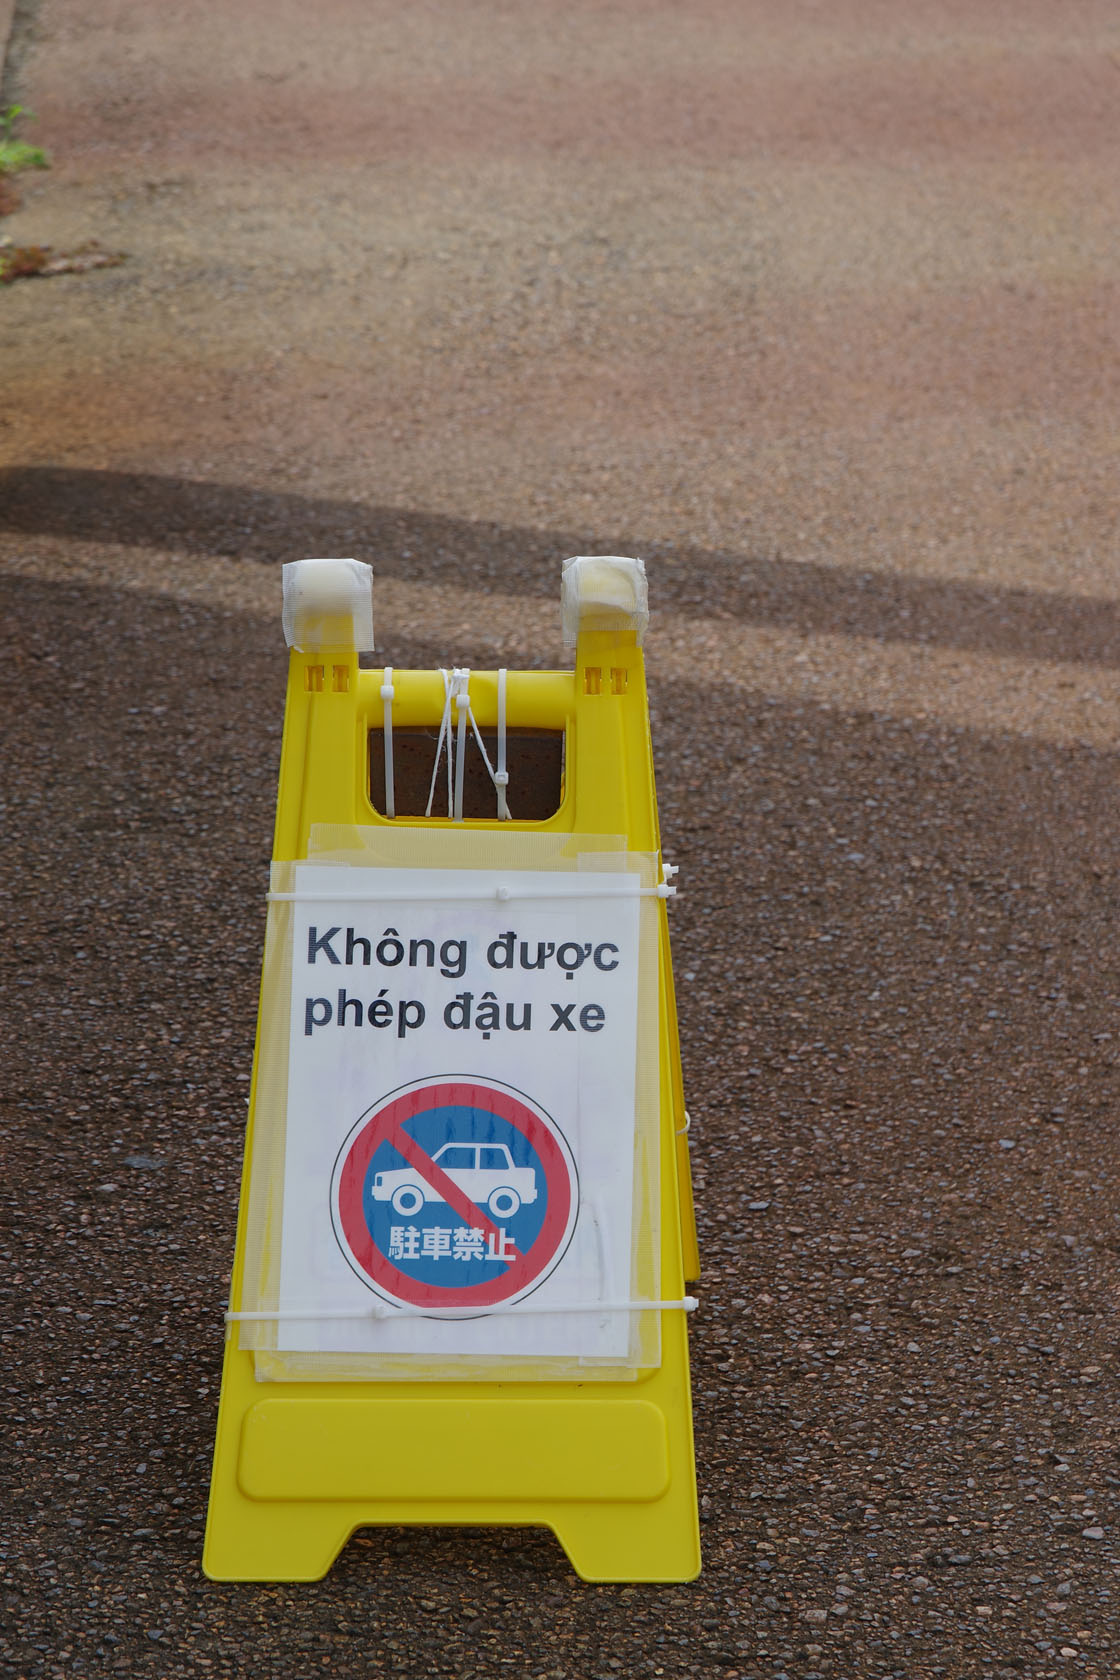 Không được
phép đậu xe
駐車禁止